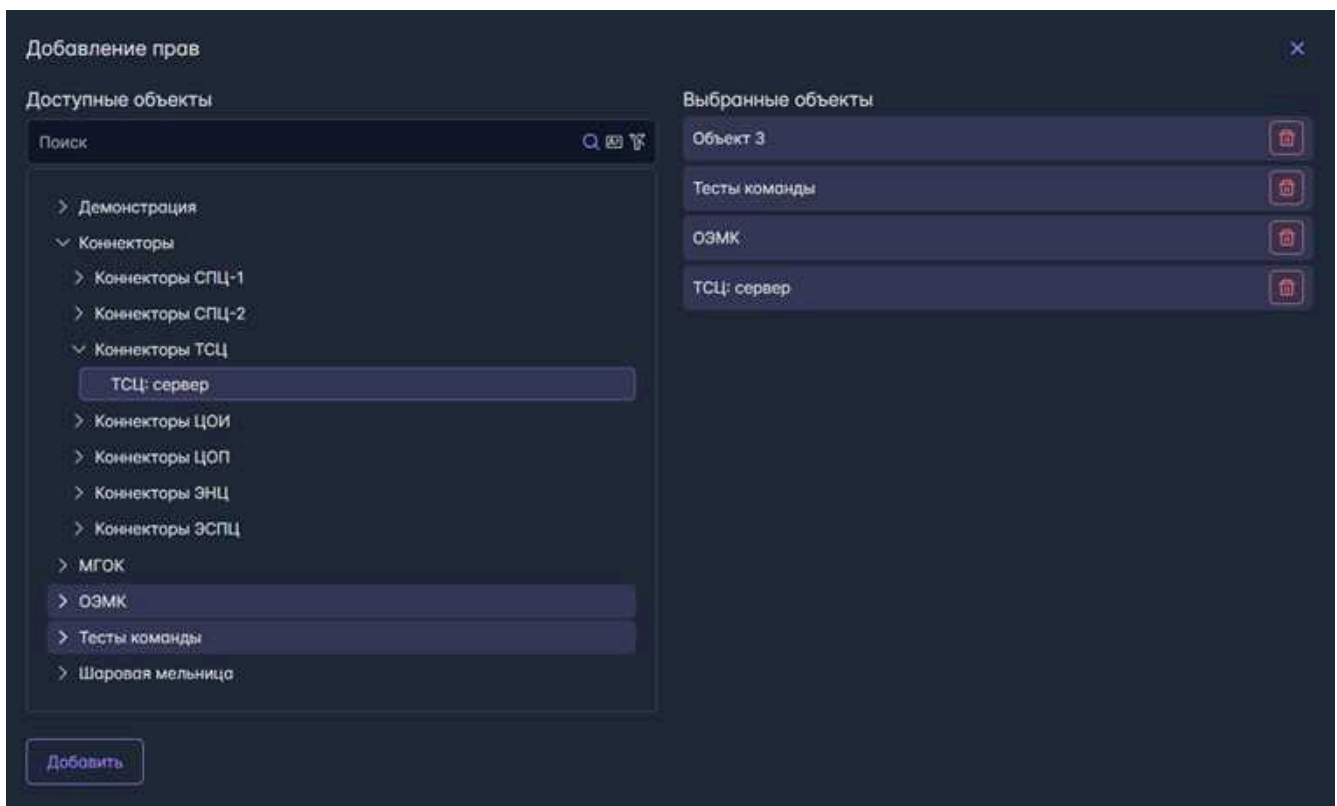 Добавление прав
Доступные объекты
Поиск
Демонстрация
Коннекторы
Коннекторы СПЦ-1
Коннекторы СПЦ-2
Коннекторы ТСЦ
ТСЦ: сервер
Коннекторы ЦОИ
Коннекторы ЦОП
Коннекторы ЭНЦ
Коннекторы ЭСПЦ
МГОК
ОЭМК
Тесты команды
Шаровая мельница
Добавить
Выбранные объекты
Объект 3
Тесты команды
ОЭМК
ТСЦ: сервер